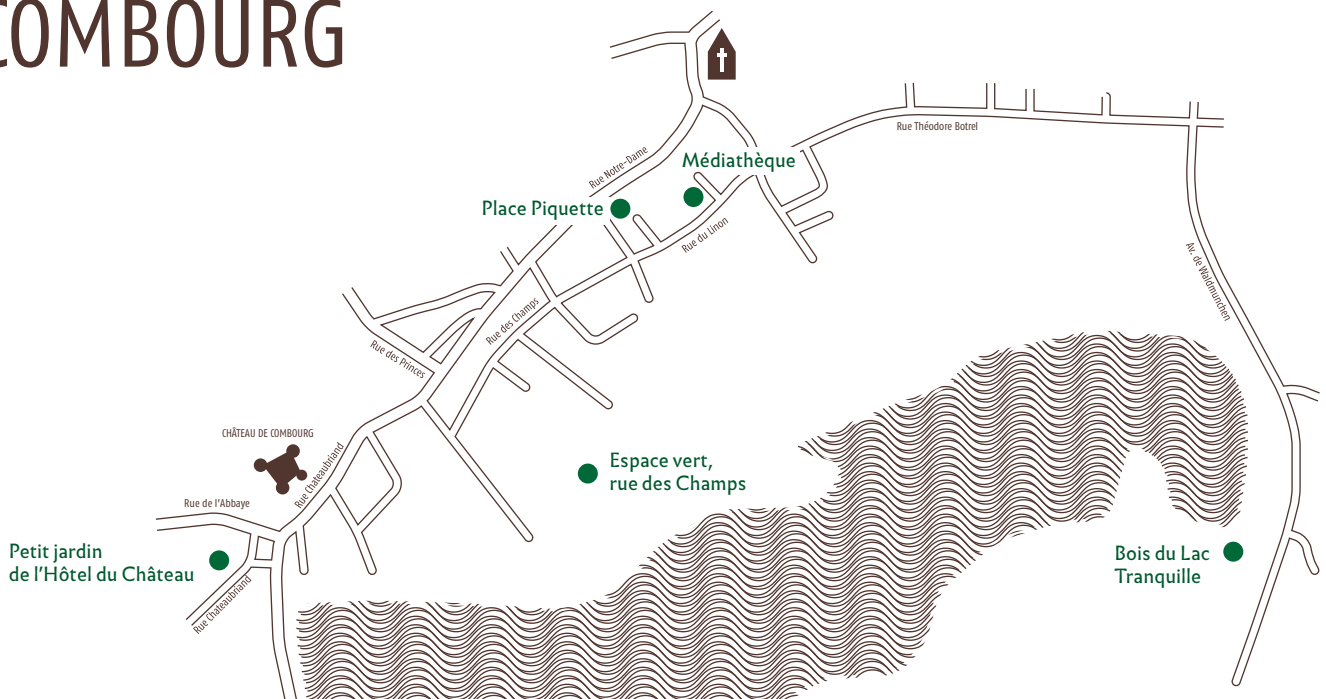 COMBOURG
Rue Théodore Botrel
Rue Notre-Dame
Médiathèque
Place Piquette
Rue du Linon
Av. de Waldmunchen
Rue des Champs
Rue des Princes
CHÂTEAU DE COMBOURG
Rue Chateaubriand
Espace vert,
rue des Champs
Rue de l'Abbaye
Petit jardin
de l'Hôtel du Château
Rue Chateaubriand
Bois du Lac
Tranquille